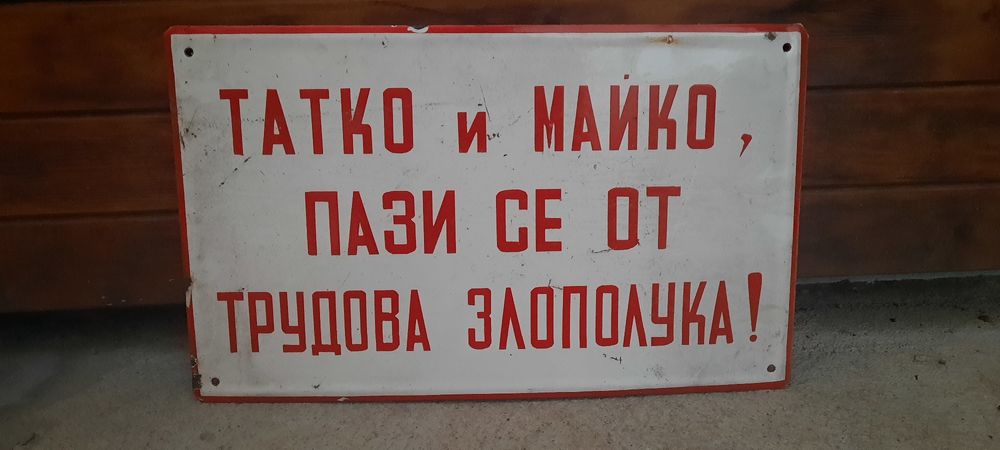 ТАТКО и МАЙКО,
ПАЗИ СЕ ОТ
ТРУДОВА ЗЛОПОЛУКА!